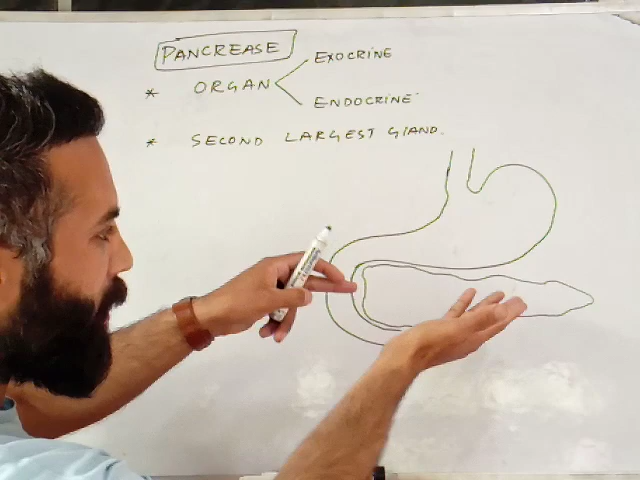 PANCREASE
* ORGAN
EXOCRINE
ENDOCRINE
* SECOND LARGEST GLAND.